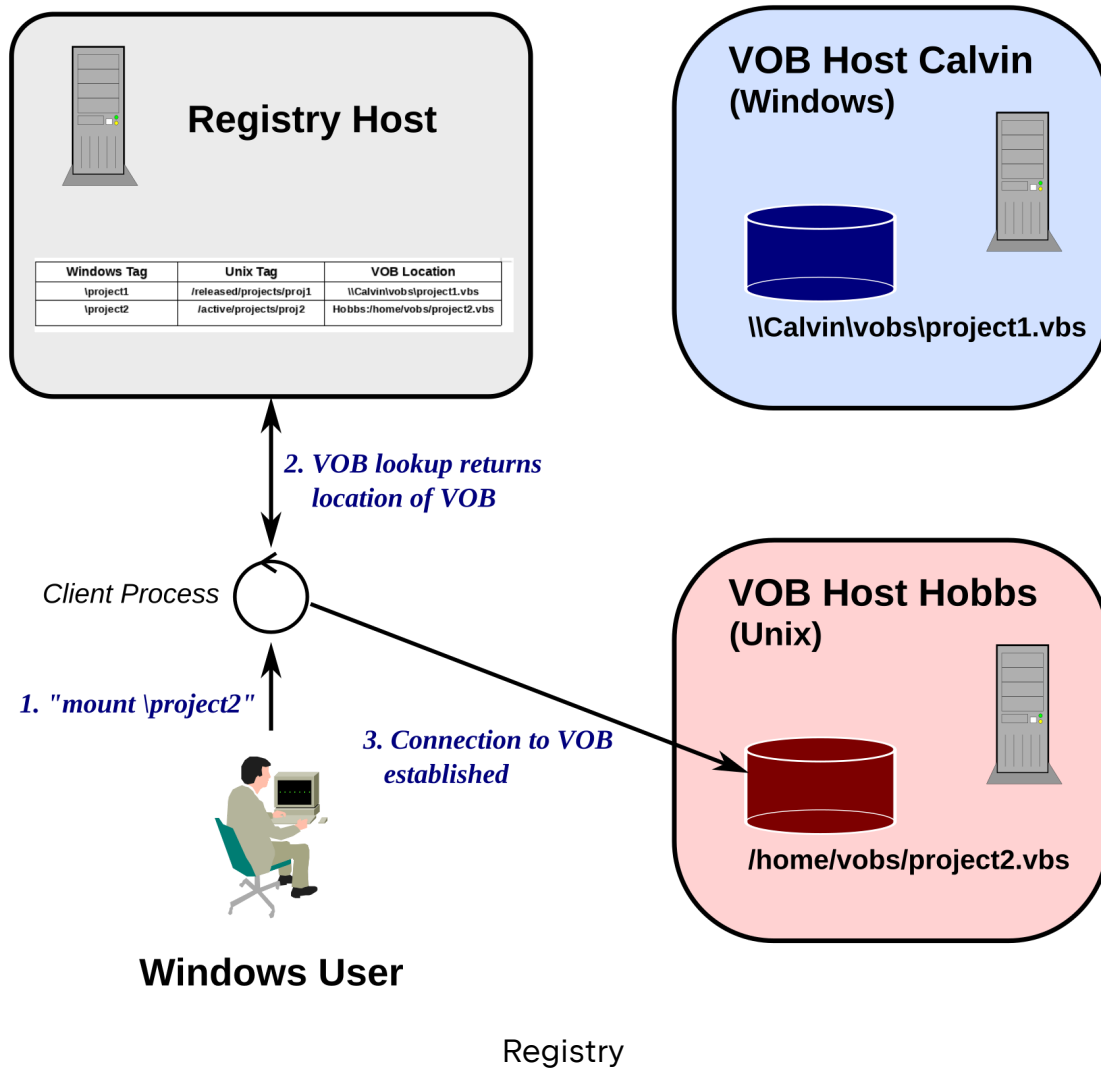 Registry Host
Windows Tag Unix Tag VOB Location
\project1 /released/projects/proj1 \\Calvin\vobs\project1.vbs
\project2 /active/projects/proj2 Hobbs:/home/vobs/project2.vbs
VOB Host Calvin
(Windows)
\\Calvin\vobs\project1.vbs
2. VOB lookup returns
location of VOB
Client Process
1. "mount \project2"
3. Connection to VOB
established
VOB Host Hobbs
(Unix)
/home/vobs/project2.vbs
Windows User
Registry